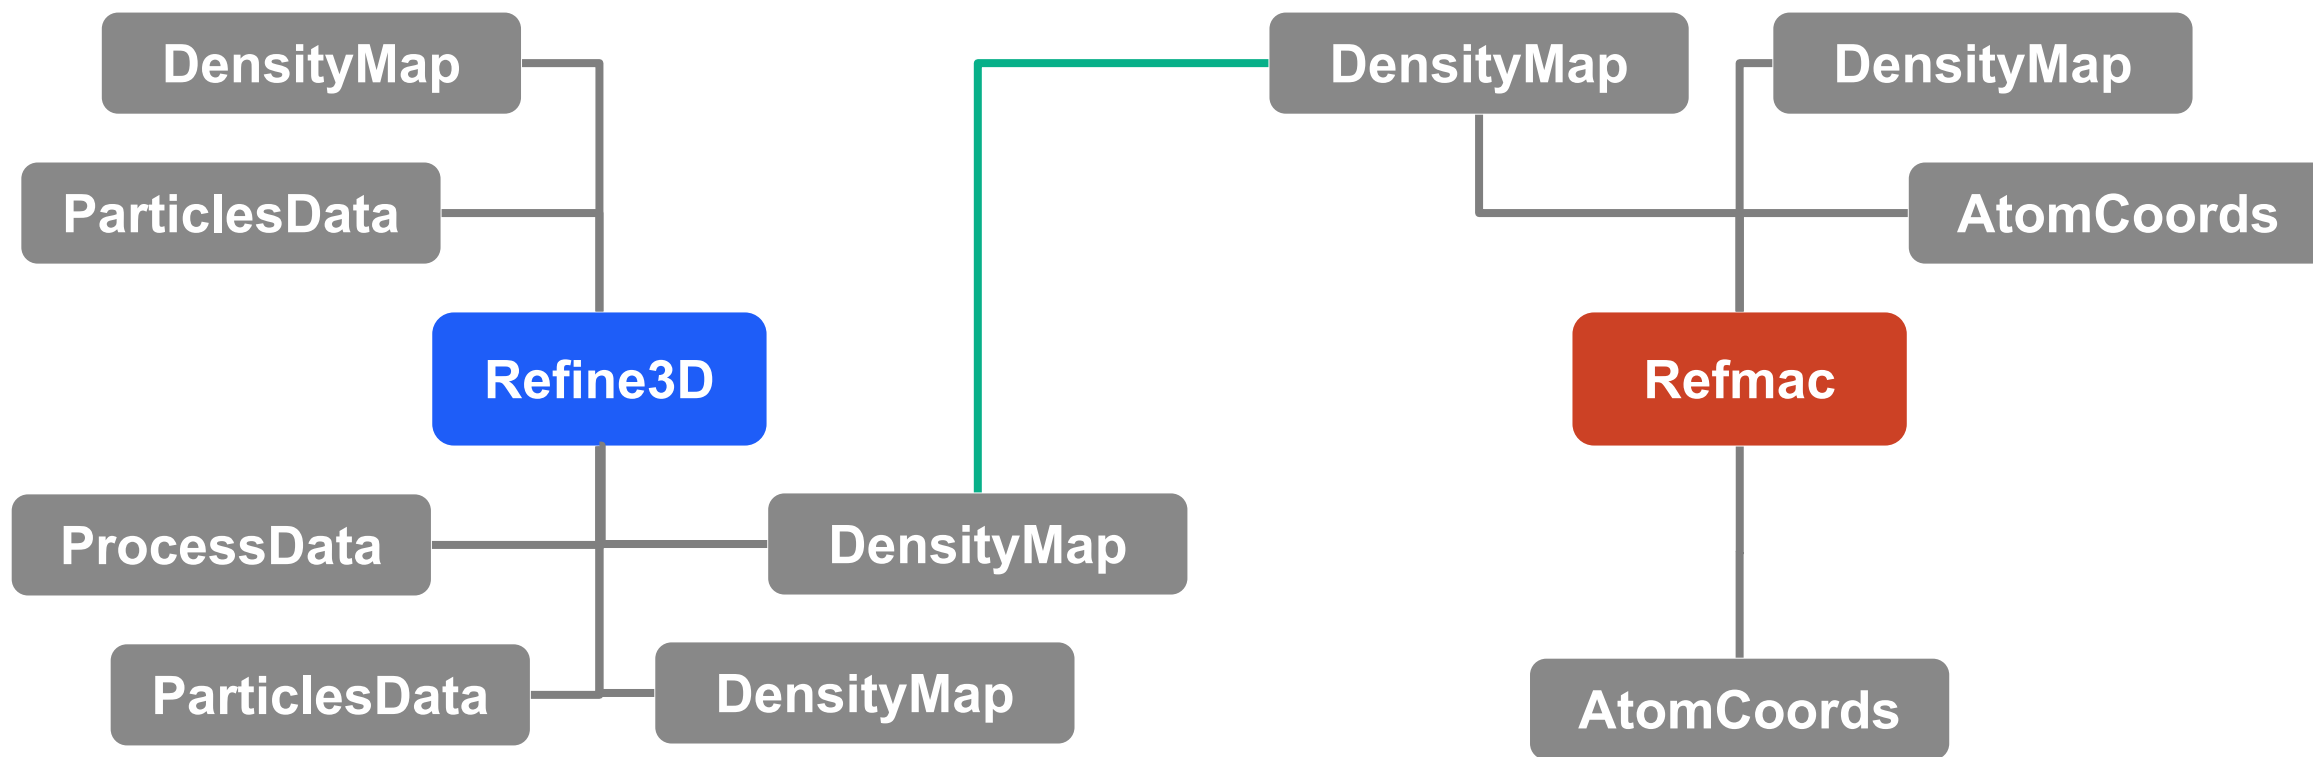 DensityMap
ParticlesData
Refine3D
ProcessData
DensityMap
ParticlesData
DensityMap
DensityMap
DensityMap
AtomCoords
Refmac
AtomCoords